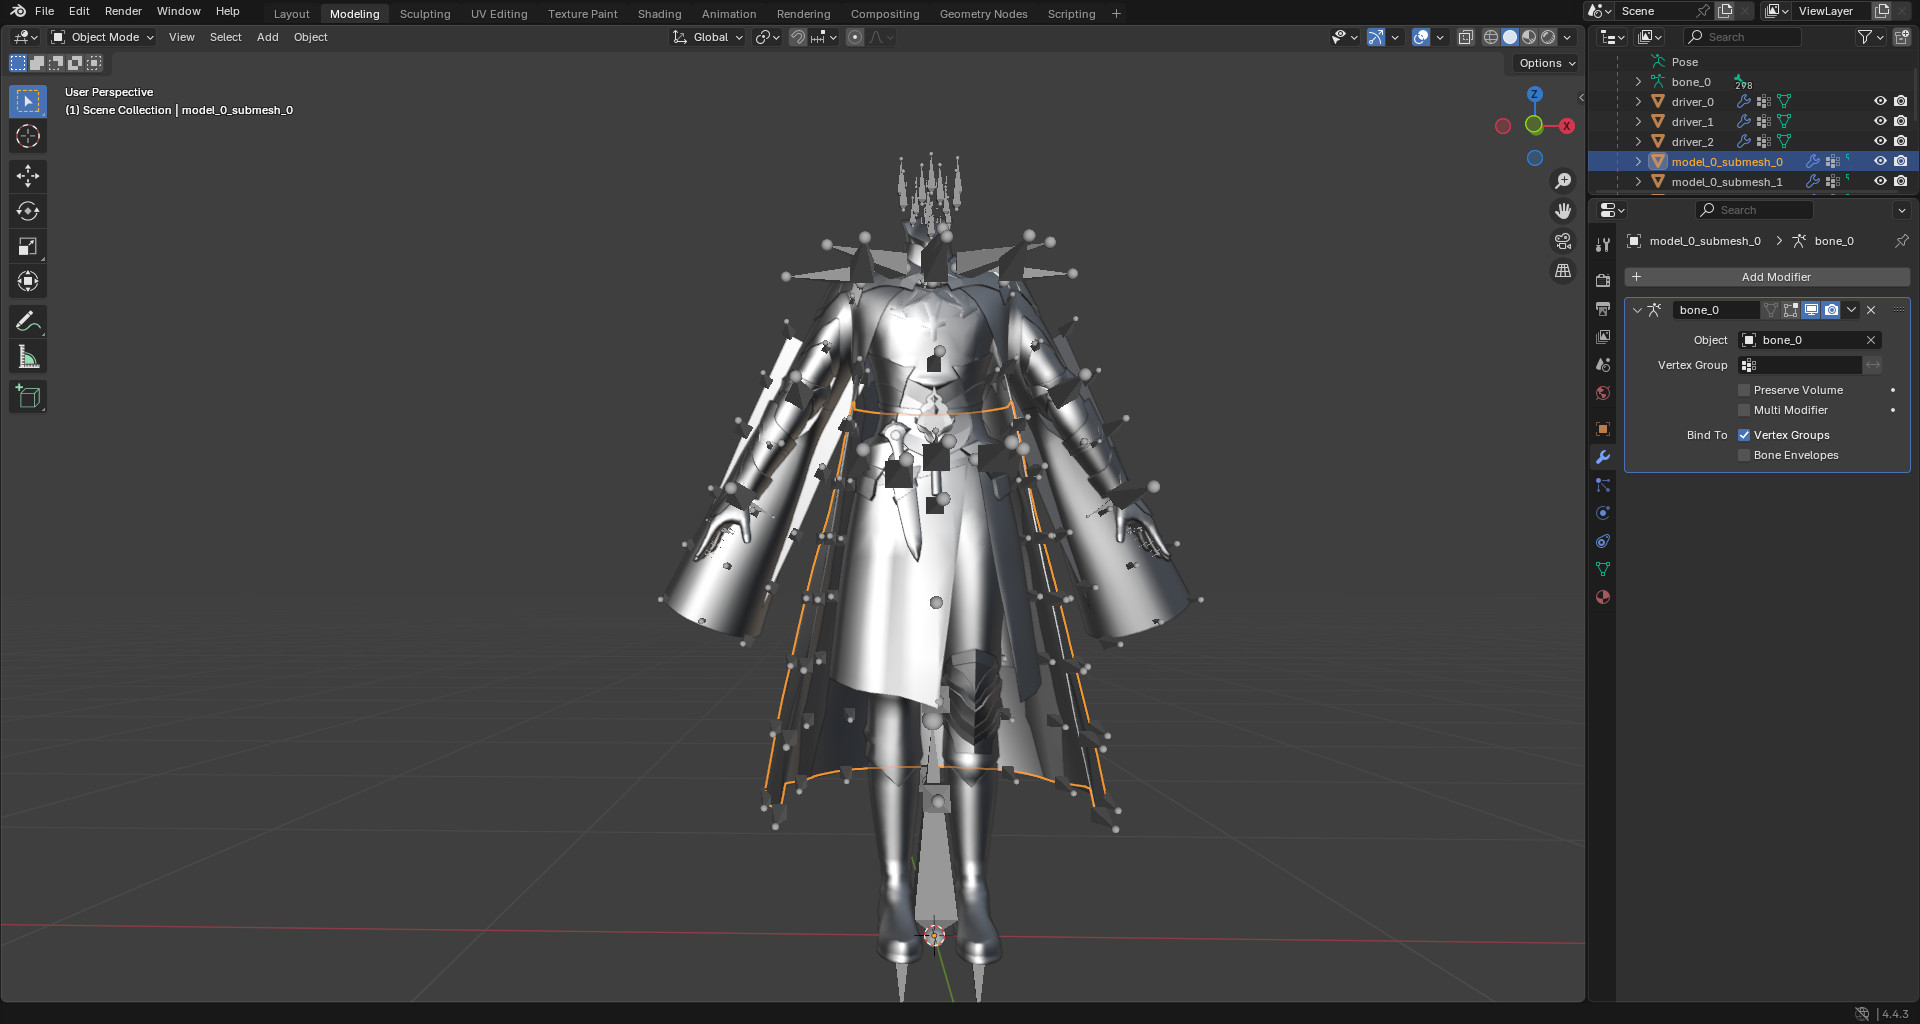 File Edit Render Window Help
Layout Modeling Sculpting UV Editing Texture Paint Shading Animation Rendering Compositing Geometry Nodes Scripting +
Scene
ViewLayer
Object Mode View Select Add Object
Global
Options
User Perspective
(1) Scene Collection | model_0_submesh_0
Z
X
Search
Pose
bone_0 298
driver_0
driver_1
driver_2
model_0_submesh_0
model_0_submesh_1
Search
model_0_submesh_0 > bone_0
+ Add Modifier
bone_0
Object bone_0
Vertex Group
Preserve Volume
Multi Modifier
Bind To Vertex Groups
Bone Envelopes
4.4.3